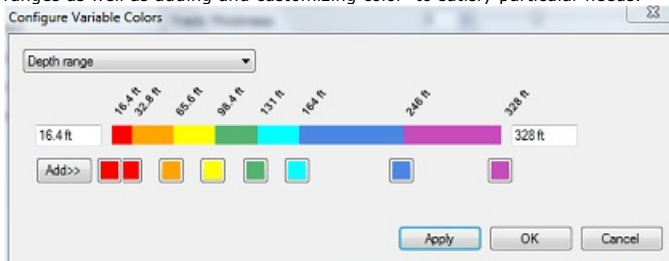 ranges as well as adding and customizing color to satisfy particular needs.
Configure Variable Colors
Track Thickness
Depth range
16.4 ft 32.8 ft 65.6 ft 98.4 ft 131 ft 164 ft 246 ft 328 ft
16.4 ft 328 ft
Add>>
Apply OK Cancel